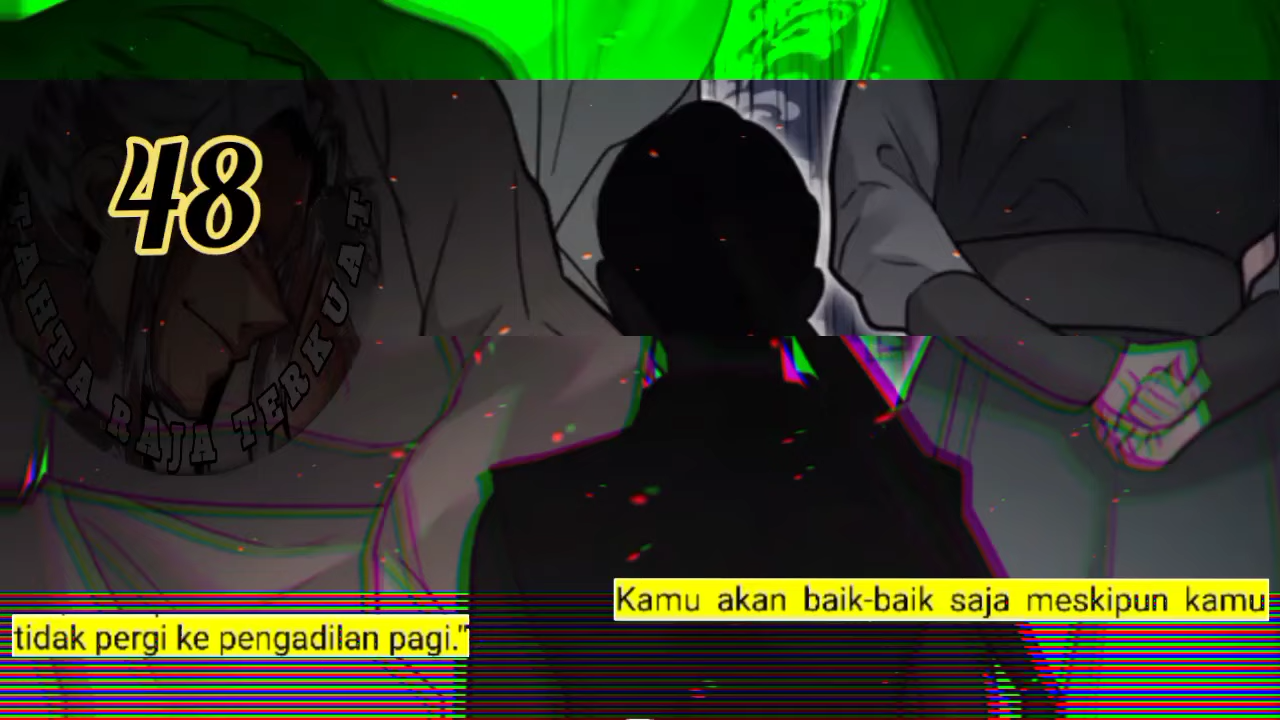 48
TAHTA RAJA TERKUAT
Kamu akan baik-baik saja meskipun kamu
tidak pergi ke pengadilan pagi."